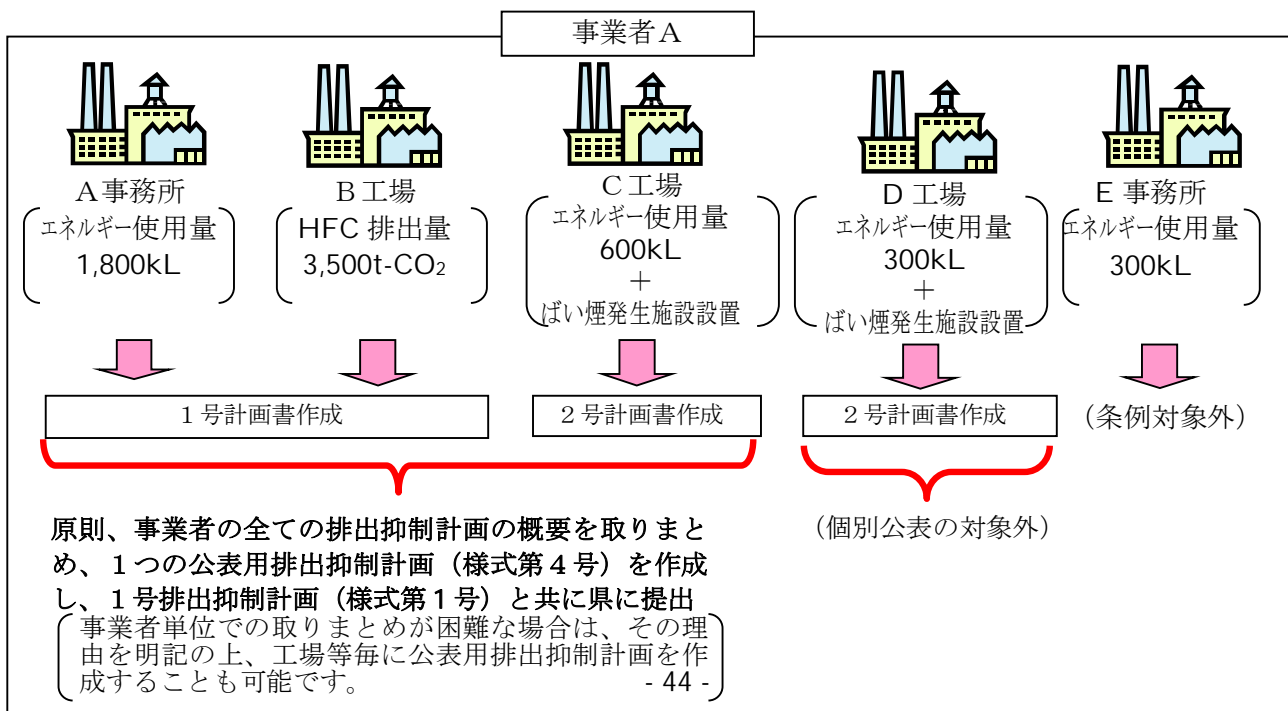 事業者A
A事務所
エネルギー使用量
1,800kL
B工場
HFC 排出量
3,500t-CO₂
C工場
エネルギー使用量
600kL
+
ばい煙発生施設設置
D 工場
エネルギー使用量
300kL
+
ばい煙発生施設設置
E 事務所
エネルギー使用量
300kL
1号計画書作成
2号計画書作成
2号計画書作成
(条例対象外)
原則、事業者の全ての排出抑制計画の概要を取りまと
め、1つの公表用排出抑制計画(様式第4号)を作成
し、1号排出抑制計画(様式第1号)と共に県に提出
事業者単位での取りまとめが困難な場合は、その理
由を明記の上、工場等毎に公表用排出抑制計画を作
成することも可能です。
- 44 -
(個別公表の対象外)